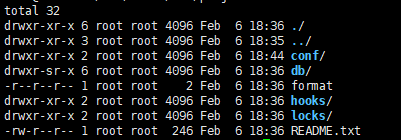 total 32
drwxr-xr-x 6 root root 4096 Feb  6 18:36 ./
drwxr-xr-x 3 root root 4096 Feb  6 18:35 ../
drwxr-xr-x 2 root root 4096 Feb  6 18:44 conf/
drwxr-sr-x 6 root root 4096 Feb  6 18:36 db/
-r--r--r-- 1 root root    2 Feb  6 18:36 format
drwxr-xr-x 2 root root 4096 Feb  6 18:36 hooks/
drwxr-xr-x 2 root root 4096 Feb  6 18:36 locks/
-rw-r--r-- 1 root root  246 Feb  6 18:36 README.txt